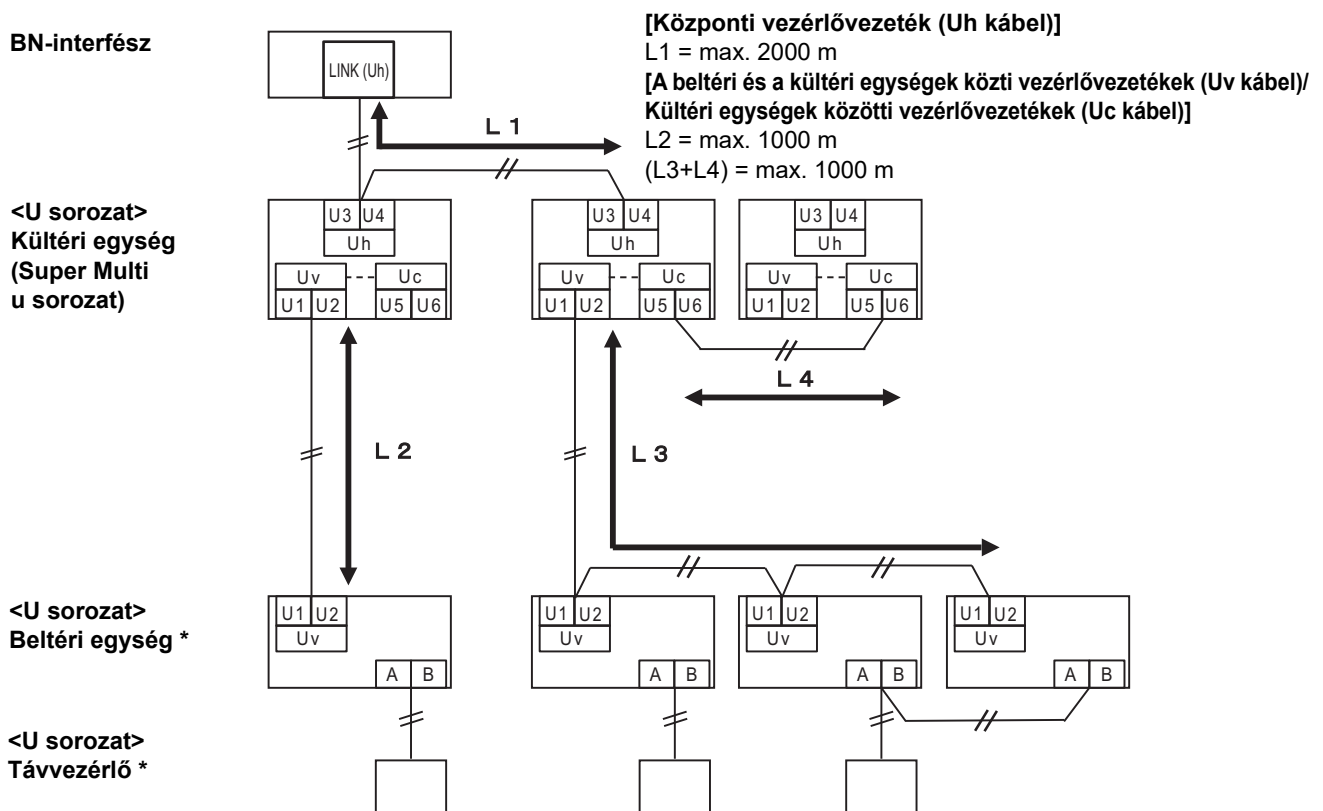 BN-interfész
LINK (Uh)
[Központi vezérlővezeték (Uh kábel)]
L1 = max. 2000 m
[A beltéri és a kültéri egységek közti vezérlővezetékek (Uv kábel)/
Kültéri egységek közötti vezérlővezetékek (Uc kábel)]
L2 = max. 1000 m
(L3+L4) = max. 1000 m
L 1
<U sorozat>
Kültéri egység
(Super Multi
u sorozat)
U3 U4
Uh
Uv Uc
U1 U2 U5 U6
U3 U4
Uh
Uv Uc
U1 U2 U5 U6
U3 U4
Uh
Uv Uc
U1 U2 U5 U6
L 4
L 2
L 3
<U sorozat>
Beltéri egység *
U1 U2
Uv
A B
U1 U2
Uv
A B
U1 U2
Uv
A B
U1 U2
Uv
A B
<U sorozat>
Távvezérlő *